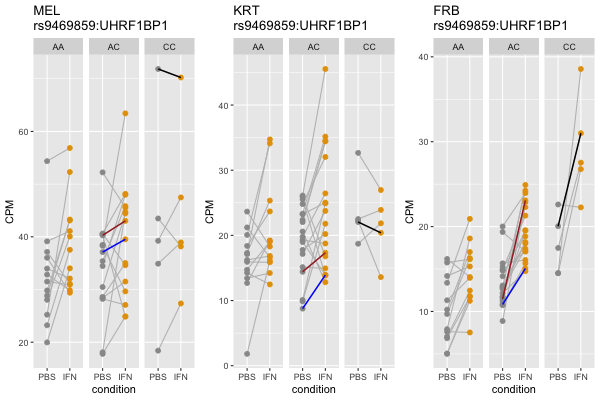 MEL
rs9469859:UHRF1BP1
AA AC CC
CPM
60
40
20
PBS IFN PBS IFN PBS IFN
condition
KRT
rs9469859:UHRF1BP1
AA AC CC
CPM
40
30
20
10
0
PBS IFN PBS IFN PBS IFN
condition
FRB
rs9469859:UHRF1BP1
AA AC CC
CPM
40
30
20
10
PBS IFN PBS IFN PBS IFN
condition